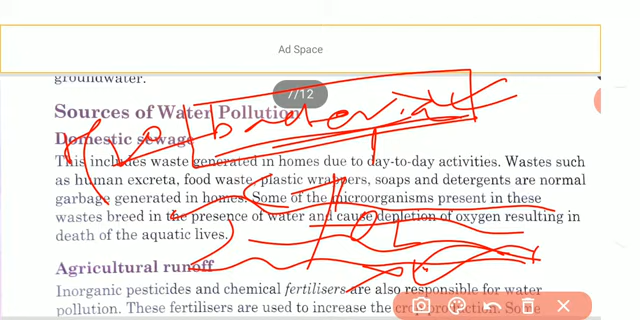 Ad Space
groundwater.
7/12
Sources of Water Pollution
bacteria
Domestic sewage
This includes waste generated in homes due to day-to-day activities. Wastes such
as human excreta, food waste, plastic wrappers, soaps and detergents are normal
garbage generated in homes. Some of the microorganisms present in these
wastes breed in the presence of water and cause depletion of oxygen resulting in
death of the aquatic lives.
Agricultural runoff
Inorganic pesticides and chemical fertilisers are also responsible for water
pollution. These fertilisers are used to increase the crop production. Some